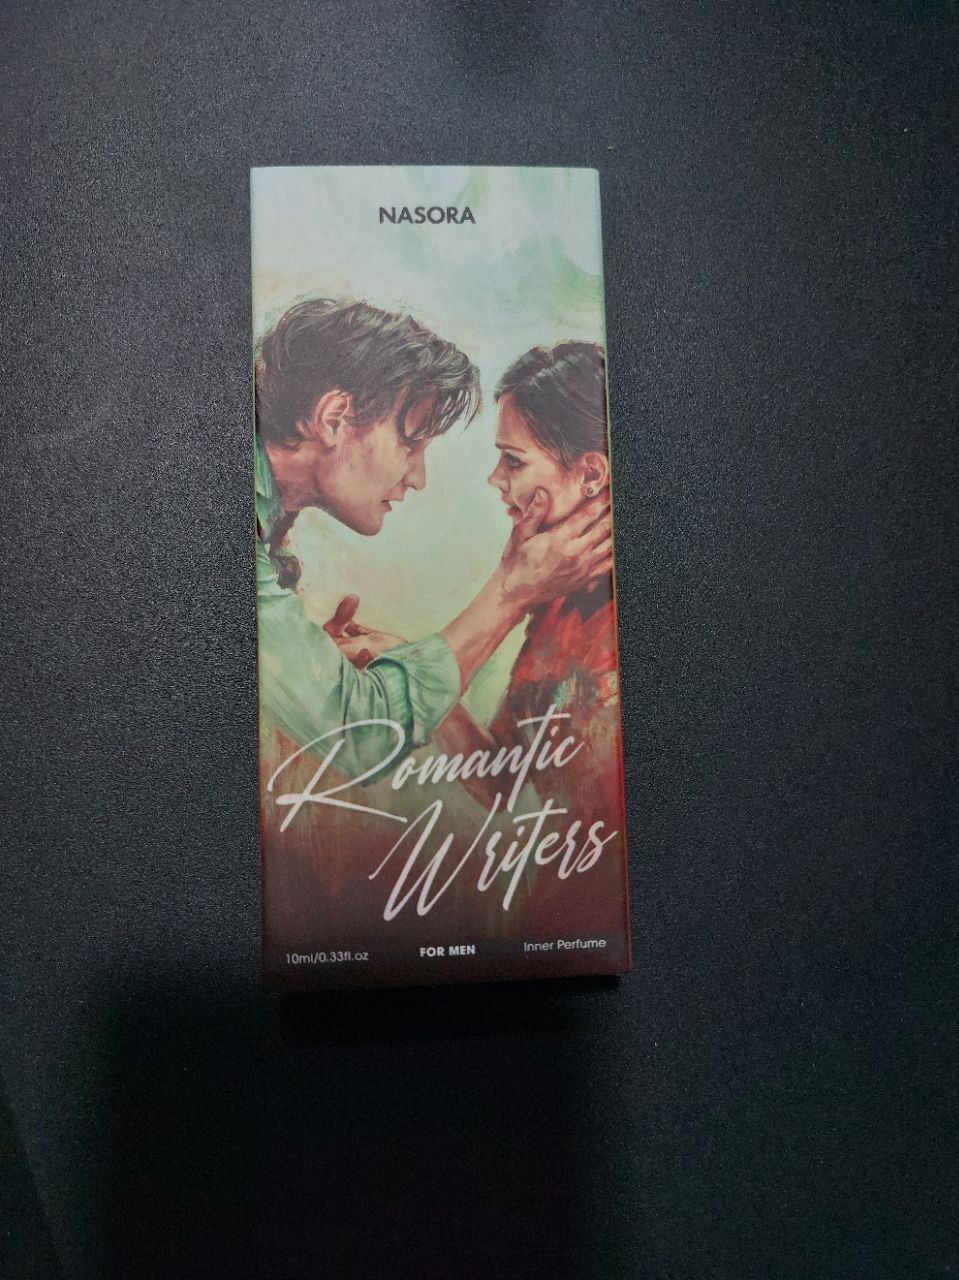 NASORA
Romantic
Writers
10ml/0.33fl.oz
FOR MEN
Inner Perfume